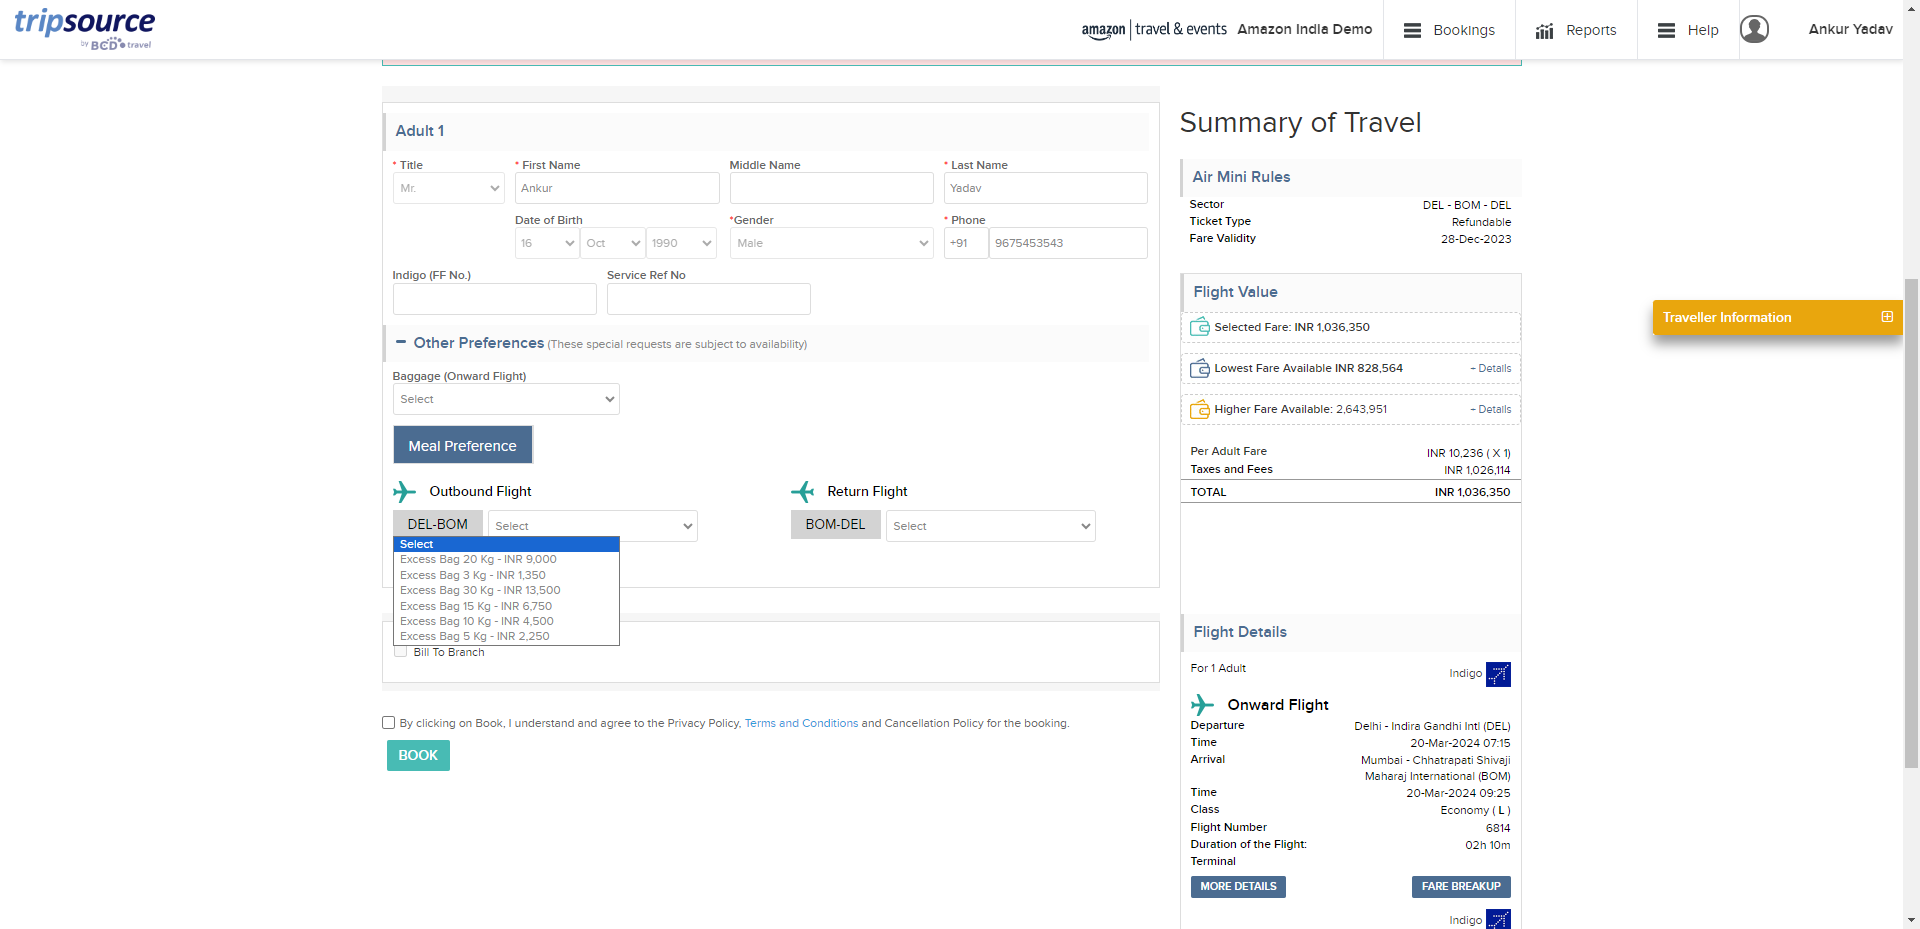 tripsource
by BCD travel
amazon | travel & events Amazon India Demo
Bookings
Reports
Help
Ankur Yadav
Adult 1
* Title
* First Name
Middle Name
* Last Name
Mr.
Ankur
Yadav
Date of Birth
*Gender
* Phone
16
Oct
1990
Male
+91
9675453543
Indigo (FF No.)
Service Ref No
Other Preferences (These special requests are subject to availability)
Baggage (Onward Flight)
Select
Meal Preference
Outbound Flight
Return Flight
DEL-BOM
Select
BOM-DEL
Select
Select
Excess Bag 20 Kg - INR 9,000
Excess Bag 3 Kg - INR 1,350
Excess Bag 30 Kg - INR 13,500
Excess Bag 15 Kg - INR 6,750
Excess Bag 10 Kg - INR 4,500
Excess Bag 5 Kg - INR 2,250
Bill To Branch
By clicking on Book, I understand and agree to the Privacy Policy, Terms and Conditions and Cancellation Policy for the booking.
BOOK
Summary of Travel
Air Mini Rules
Sector DEL - BOM - DEL
Ticket Type Refundable
Fare Validity 28-Dec-2023
Flight Value
Selected Fare: INR 1,036,350
Lowest Fare Available INR 828,564 + Details
Higher Fare Available: 2,643,951 + Details
Per Adult Fare INR 10,236 ( X 1)
Taxes and Fees INR 1,026,114
TOTAL INR 1,036,350
Flight Details
For 1 Adult Indigo
Onward Flight
Departure Delhi - Indira Gandhi Intl (DEL)
Time 20-Mar-2024 07:15
Arrival Mumbai - Chhatrapati Shivaji
Maharaj International (BOM)
Time 20-Mar-2024 09:25
Class Economy ( L )
Flight Number 6814
Duration of the Flight: 02h 10m
Terminal
MORE DETAILS FARE BREAKUP
Indigo
Traveller Information